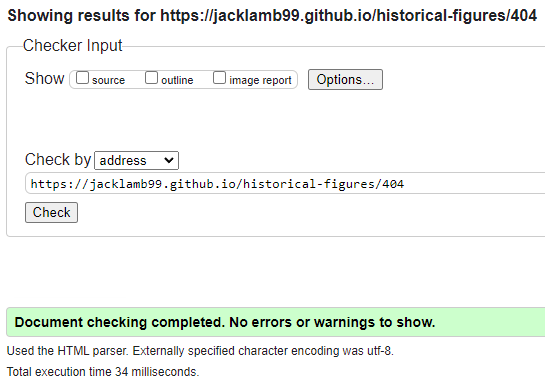 Showing results for https://jacklamb99.github.io/historical-figures/404
Checker Input
Show source outline image report Options...
Check by address
https://jacklamb99.github.io/historical-figures/404
Check
Document checking completed. No errors or warnings to show.
Used the HTML parser. Externally specified character encoding was utf-8.
Total execution time 34 milliseconds.